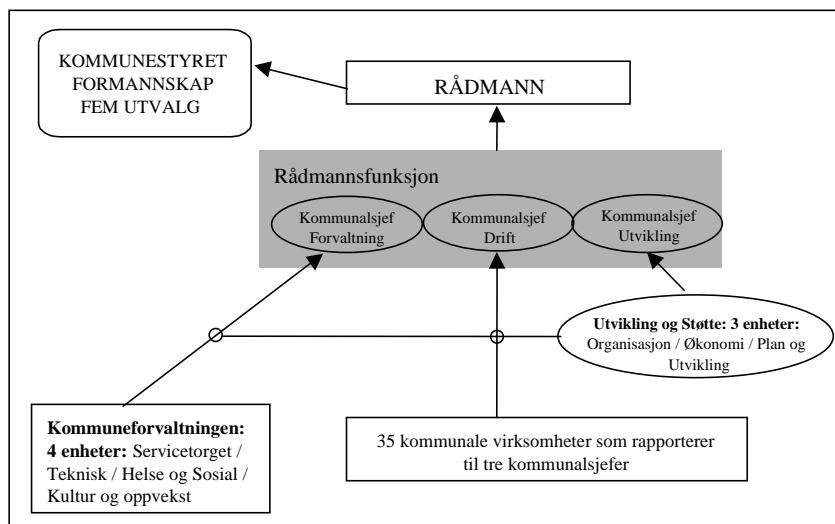 KOMMUNESTYRET
FORMANNSKAP
FEM UTVALG
RÅDMANN
Rådmannsfunksjon
Kommunalsjef
Forvaltning
Kommunalsjef
Drift
Kommunalsjef
Utvikling
Utvikling og Støtte: 3 enheter:
Organisasjon / Økonomi / Plan og
Utvikling
Kommuneforvaltningen:
4 enheter: Servicetorget /
Teknisk / Helse og Sosial /
Kultur og oppvekst
35 kommunale virksomheter som rapporterer
til tre kommunalsjefer